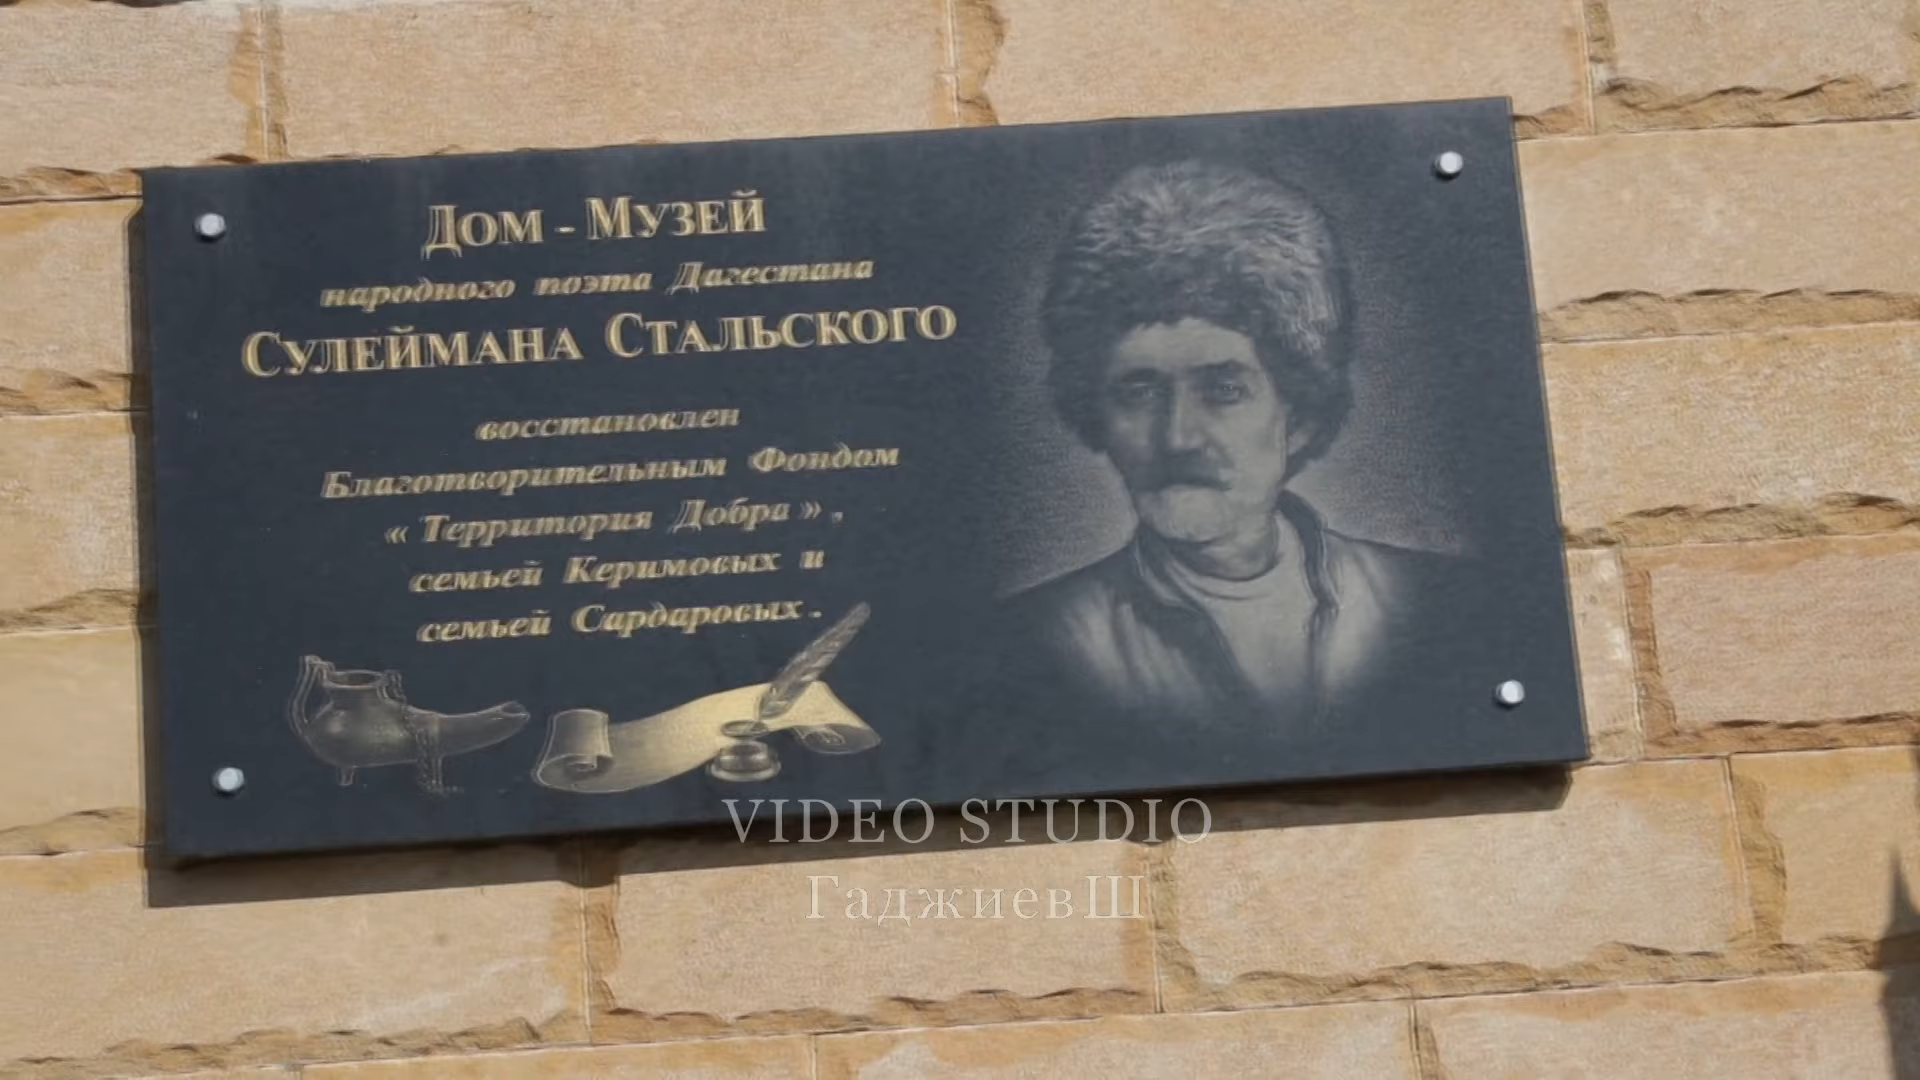 Дом - Музей
народного поэта Дагестана
Сулеймана Стальского
восстановлен
Благотворительным Фондом
« Территория Добра » ,
семьей Керимовых и
семьей Сардаровых .
VIDEO STUDIO
ГаджиевШ